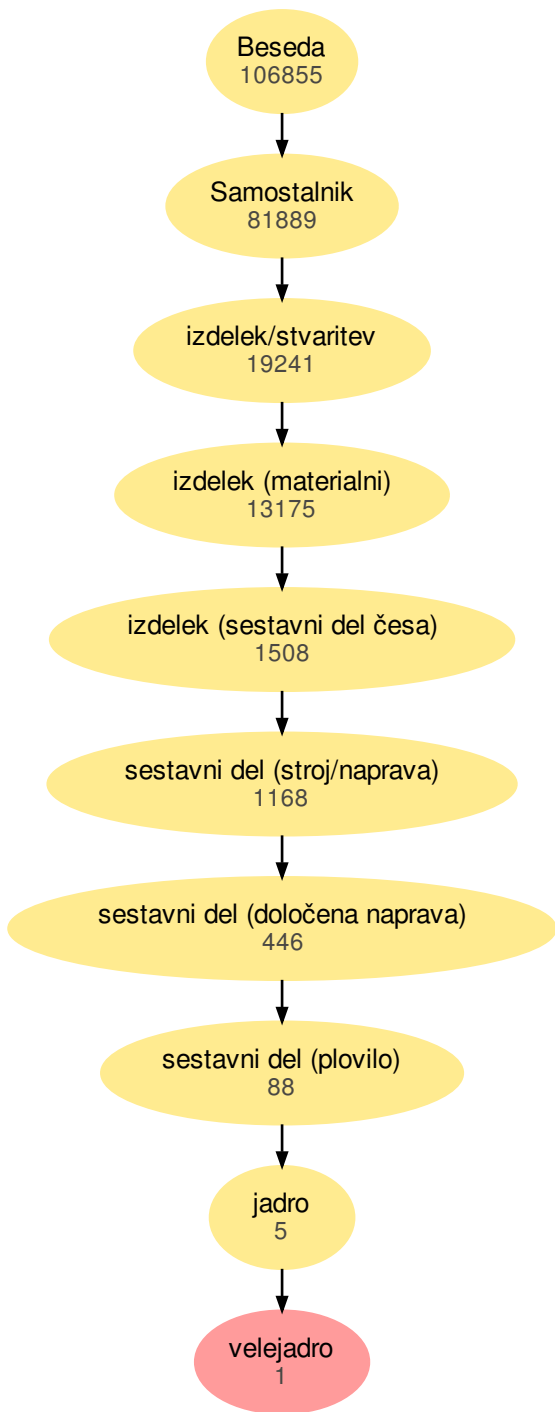 Beseda
106855
Samostalnik
81889
izdelek/stvaritev
19241
izdelek (materialni)
13175
izdelek (sestavni del česa)
1508
sestavni del (stroj/naprava)
1168
sestavni del (določena naprava)
446
sestavni del (plovilo)
88
jadro
5
velejadro
1